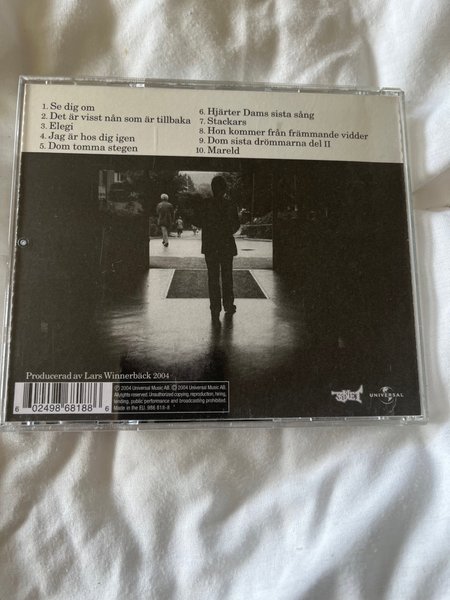 1. Se dig om
2. Det är visst nån som är tillbaka
3. Elegi
4. Jag är hos dig igen
5. Dom tomma stegen
6. Hjärter Dams sista sång
7. Stackars
8. Hon kommer från främmande vidder
9. Dom sista drömmarna del II
10. Mareld
Producerad av Lars Winnerbäck 2004
6 02498 68188 6
℗ 2004 Universal Music AB. © 2004 Universal Music AB.
All rights reserved. Unauthorized copying, reproduction, hiring,
lending, public performance and broadcasting prohibited.
Made in the EU. 986 818-8
UNIVERSAL